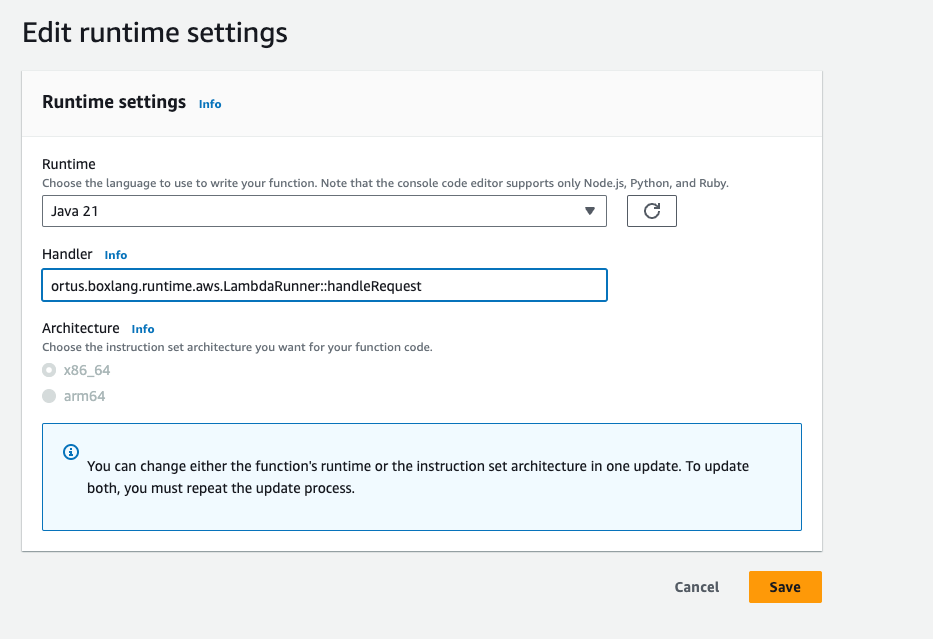 Edit runtime settings
Runtime settings Info
Runtime
Choose the language to use to write your function. Note that the console code editor supports only Node.js, Python, and Ruby.
Java 21
Handler Info
ortus.boxlang.runtime.aws.LambdaRunner::handleRequest
Architecture Info
Choose the instruction set architecture you want for your function code.
x86_64
arm64
You can change either the function's runtime or the instruction set architecture in one update. To update
both, you must repeat the update process.
Cancel Save